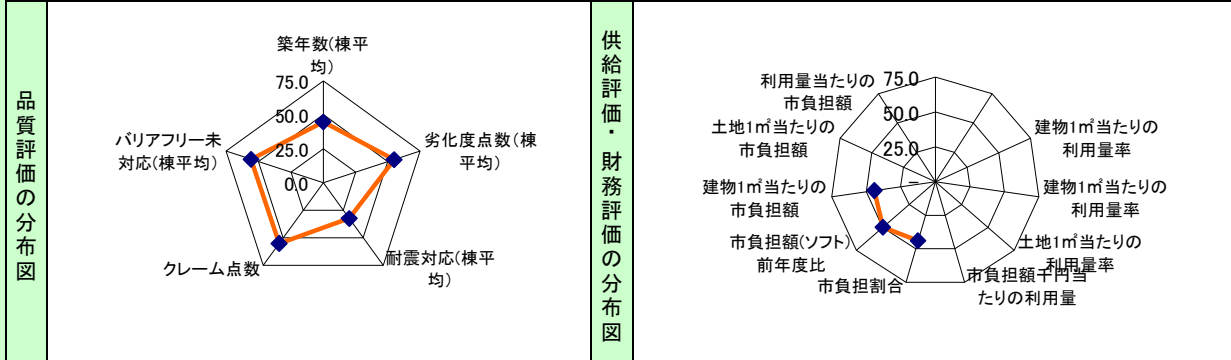 品質評価の分布図
築年数(棟平
均)
75.0
50.0
25.0
0.0
バリアフリー未
対応(棟平均)
劣化度点数(棟
平均)
クレーム点数
耐震対応(棟平
均)
供給評価・財務評価の分布図
75.0
50.0
25.0
–
利用量当たりの
市負担額
土地1㎡当たりの
市負担額
建物1㎡当たりの
市負担額
市負担額(ソフト)
前年度比
市負担割合
建物1㎡当たりの
利用量率
建物1㎡当たりの
利用量率
土地1㎡当たりの
利用量率
市負担額千円当
たりの利用量